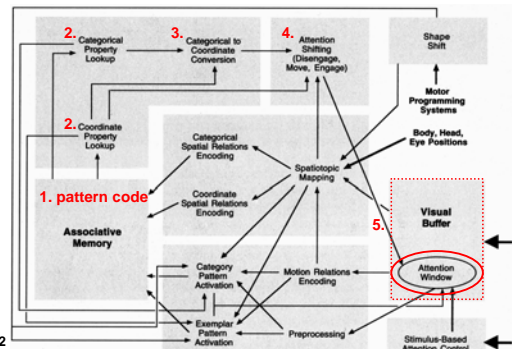 2.
Categorical
Property
Lookup
3.
Categorical to
Coordinate
Conversion
4.
Attention
Shifting
(Disengage,
Move, Engage)
Shape
Shift
Motor
Programming
Systems
2.
Coordinate
Property
Lookup
Categorical
Spatial Relations
Encoding
Body, Head,
Eye Positions
Spatiotopic
Mapping
1. pattern code
Associative
Memory
Coordinate
Spatial Relations
Encoding
Visual
Buffer
5.
Category
Pattern
Activation
Motion Relations
Encoding
Attention
Window
Exemplar
Pattern
Activation
Preprocessing
Stimulus-Based
Attention Control
2